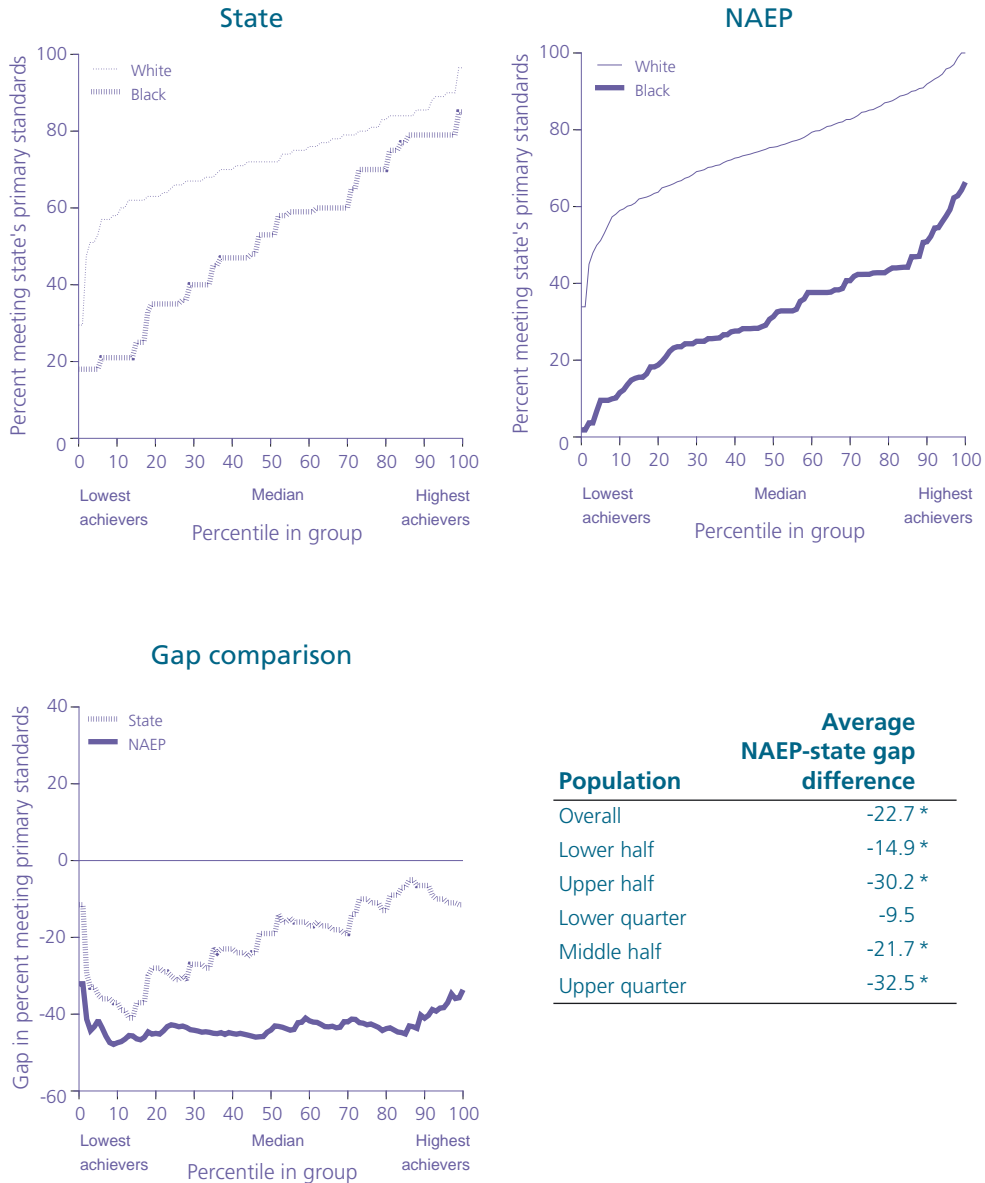 State
Percent meeting state's primary standards
100
80
60
40
20
0
White
Black
0 10 20 30 40 50 60 70 80 90 100
Lowest achievers
Median
Highest achievers
Percentile in group
NAEP
Percent meeting state's primary standards
100
80
60
40
20
0
White
Black
0 10 20 30 40 50 60 70 80 90 100
Lowest achievers
Median
Highest achievers
Percentile in group
Gap comparison
Gap in percent meeting primary standards
40
20
0
-20
-40
-60
State
NAEP
0 10 20 30 40 50 60 70 80 90 100
Lowest achievers
Median
Highest achievers
Percentile in group
Average
NAEP-state gap
Population difference
Overall -22.7 *
Lower half -14.9 *
Upper half -30.2 *
Lower quarter -9.5
Middle half -21.7 *
Upper quarter -32.5 *